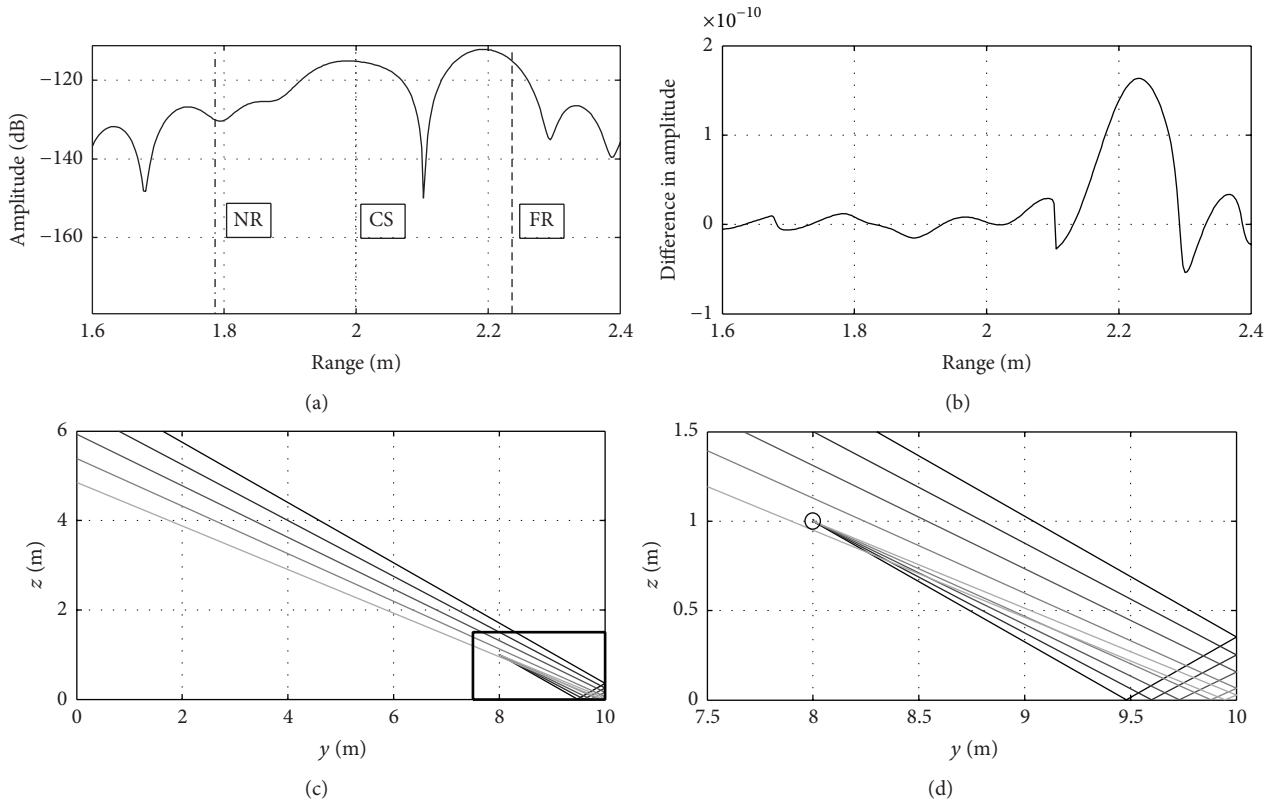 Amplitude (dB)
−120
−140
−160
NR
CS
FR
1.6
1.8
2
2.2
2.4
Range (m)
(a)
×10−10
Difference in amplitude
2
1
0
−1
1.6
1.8
2
2.2
2.4
Range (m)
(b)
z (m)
6
4
2
0
0
2
4
6
8
10
y (m)
(c)
z (m)
1.5
1
0.5
0
7.5
8
8.5
9
9.5
10
y (m)
(d)